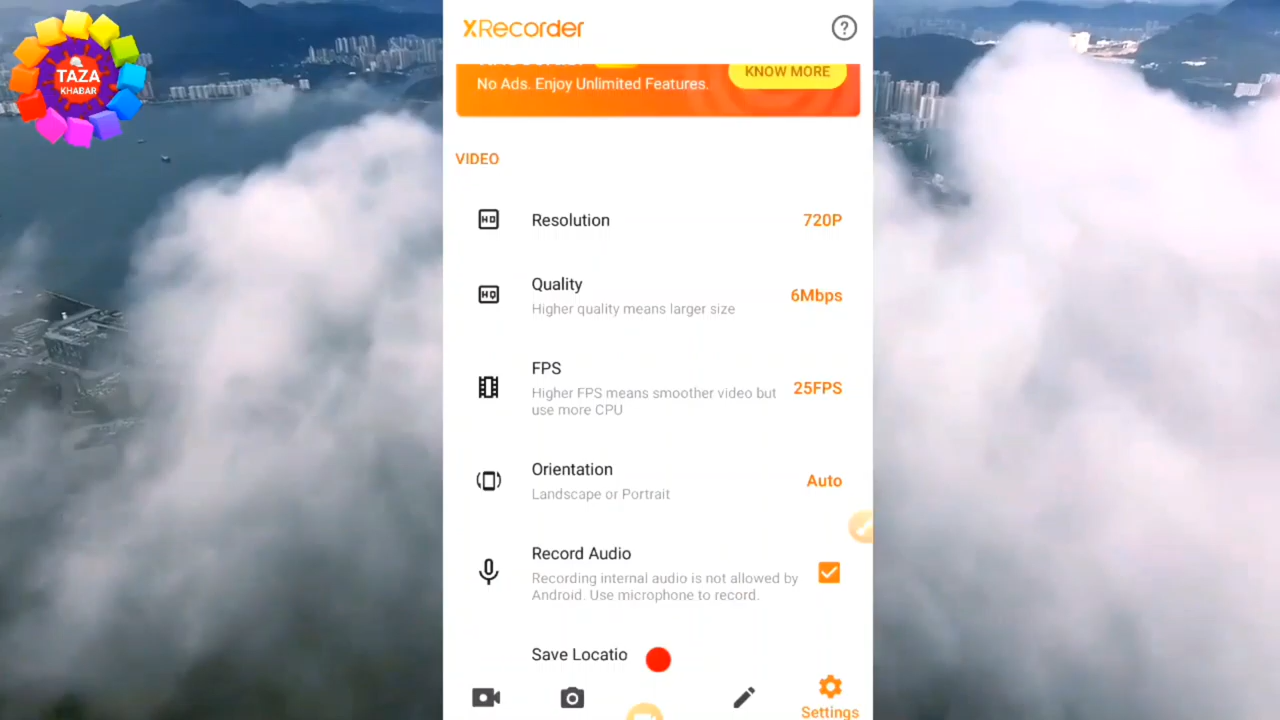 TAZA
KHABAR
XRecorder
KNOW MORE
No Ads. Enjoy Unlimited Features.
VIDEO
Resolution
720P
Quality
Higher quality means larger size
6Mbps
FPS
Higher FPS means smoother video but
use more CPU
25FPS
Orientation
Landscape or Portrait
Auto
Record Audio
Recording internal audio is not allowed by
Android. Use microphone to record.
Save Locatio
Settings